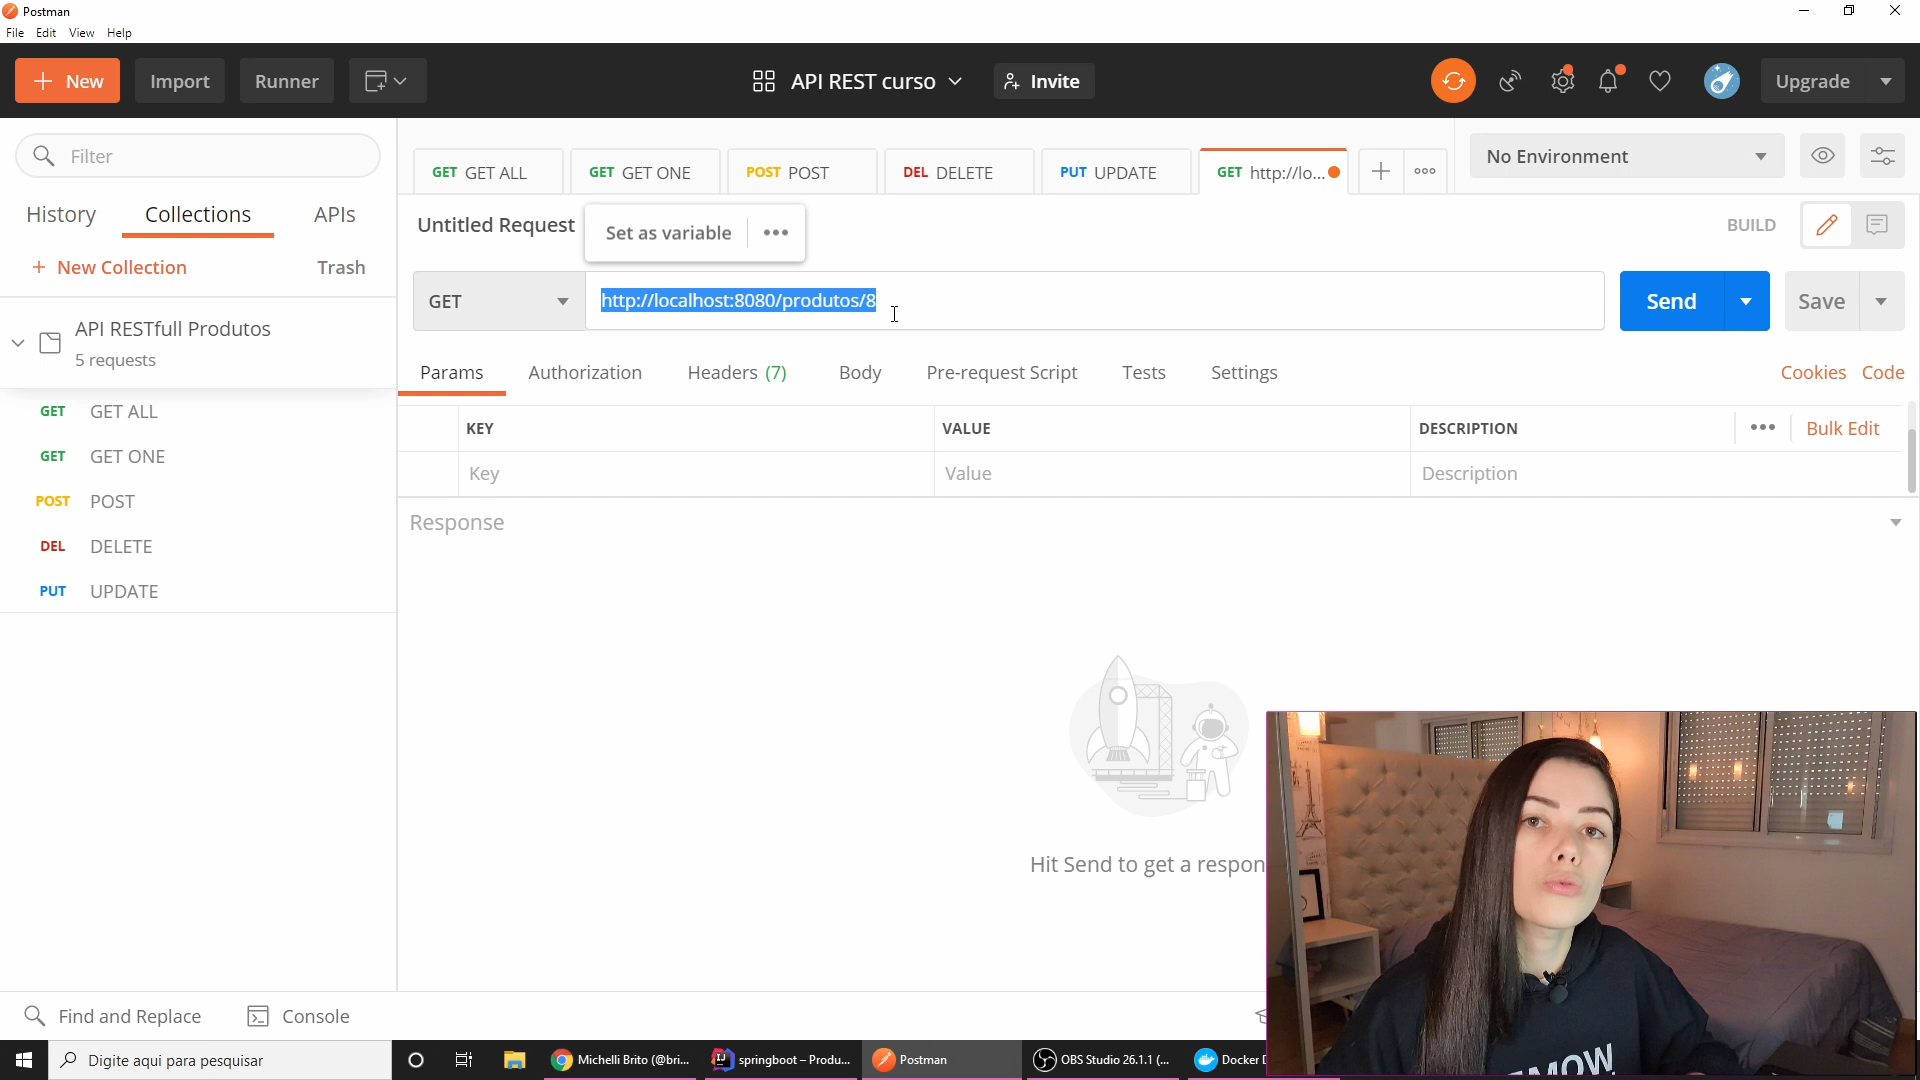 Postman
File Edit View Help
New Import Runner API REST curso Invite Upgrade
Filter
GET GET ALL GET GET ONE POST POST DEL DELETE PUT UPDATE GET http://lo... No Environment
History Collections APIs
Untitled Request Set as variable BUILD
+ New Collection Trash
GET http://localhost:8080/produtos/8 Send Save
API RESTfull Produtos
5 requests
Params Authorization Headers (7) Body Pre-request Script Tests Settings Cookies Code
KEY VALUE DESCRIPTION Bulk Edit
Key Value Description
GET GET ALL
GET GET ONE
POST POST
DEL DELETE
PUT UPDATE
Response
Hit Send to get a respon
Find and Replace Console
Digite aqui para pesquisar Michelli Brito (@bri... springboot – Produ... Postman OBS Studio 26.1.1 (... Docker D